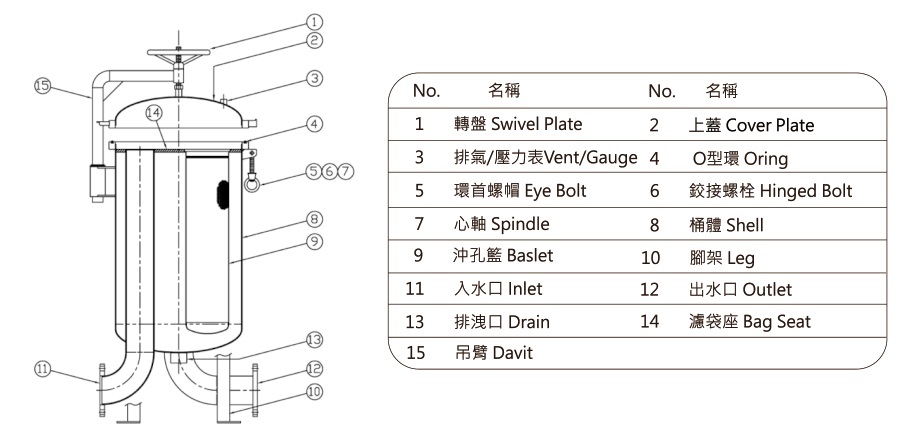 ①
②
⑮
③
⑭
④
⑤⑥⑦
⑧
⑨
⑬
⑪
⑫
⑩
No. 名稱 No. 名稱
1 轉盤 Swivel Plate 2 上蓋 Cover Plate
3 排氣/壓力表Vent/Gauge 4 O型環 Oring
5 環首螺帽 Eye Bolt 6 鉸接螺栓 Hinged Bolt
7 心軸 Spindle 8 桶體 Shell
9 沖孔籃 Baslet 10 腳架 Leg
11 入水口 Inlet 12 出水口 Outlet
13 排洩口 Drain 14 濾袋座 Bag Seat
15 吊臂 Davit